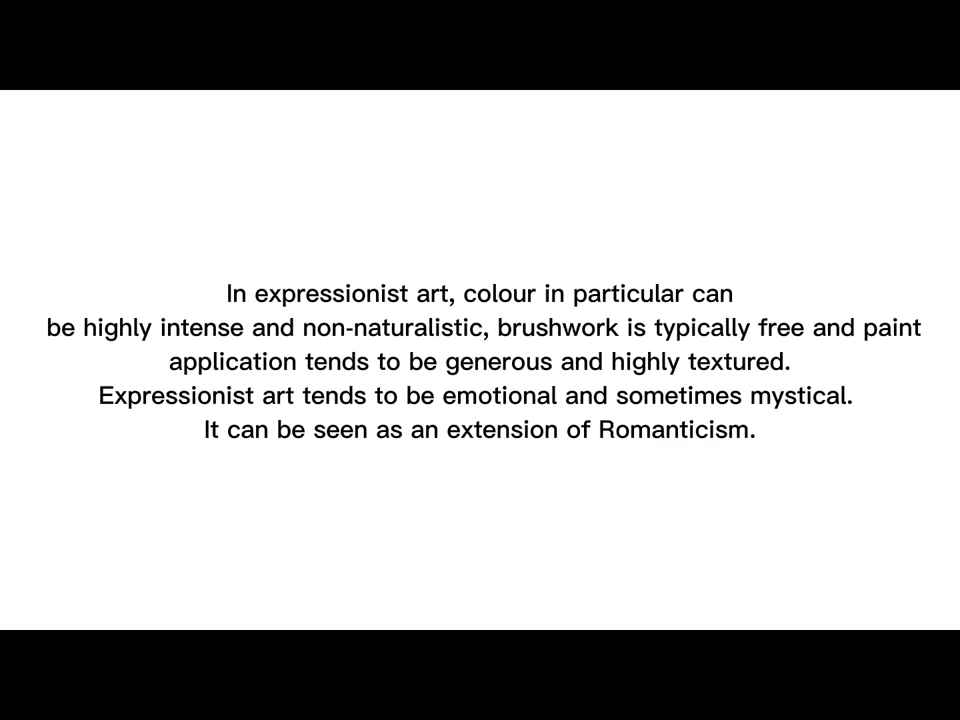 In expressionist art, colour in particular can
be highly intense and non-naturalistic, brushwork is typically free and paint
application tends to be generous and highly textured.
Expressionist art tends to be emotional and sometimes mystical.
It can be seen as an extension of Romanticism.